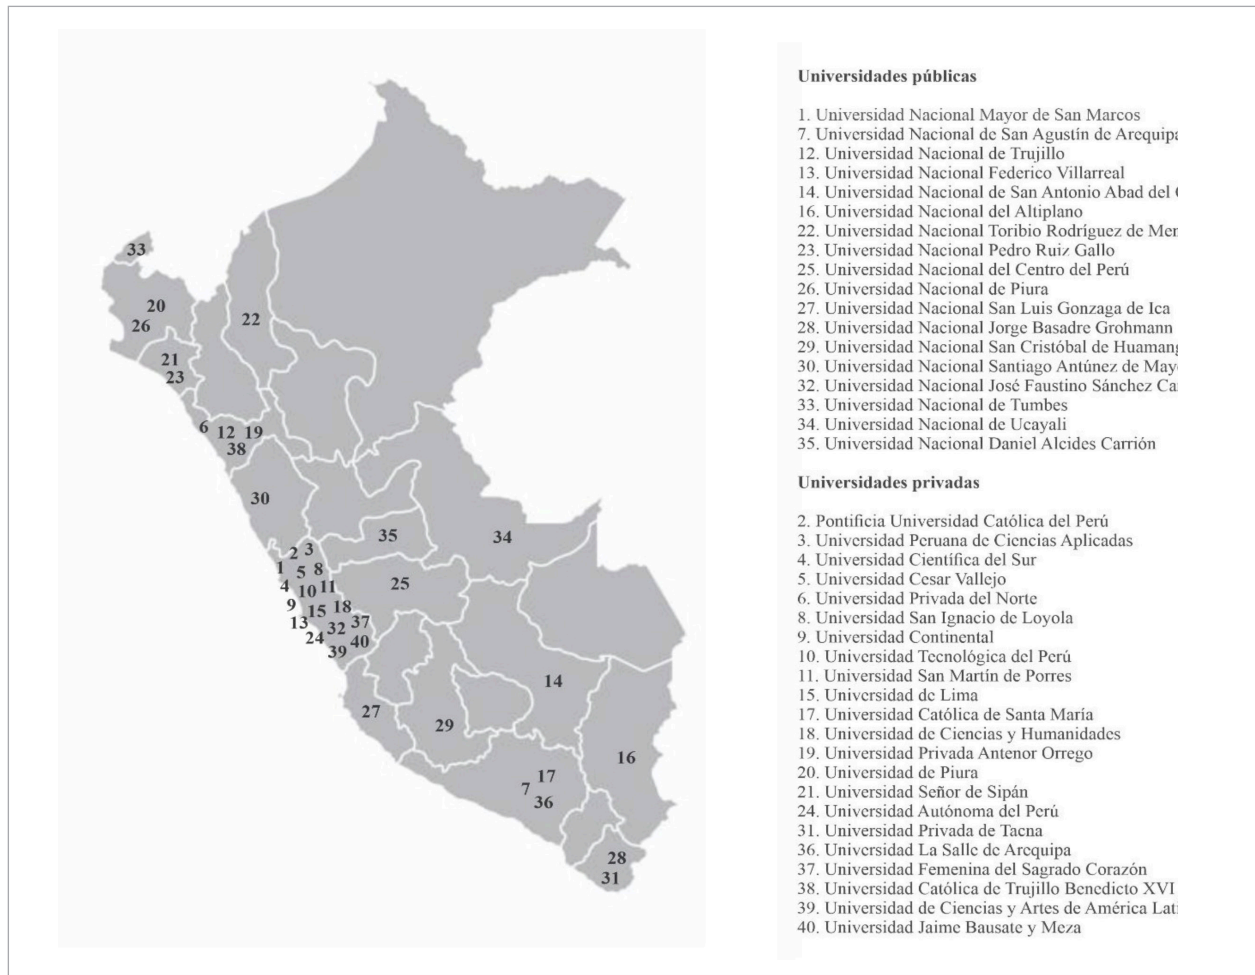 33
20
26
22
21
23
6 12 19
38
30
35
34
2 3
1
5 8
4
10 11
25
9
15 18
13
32 37
24
40
39
14
27
29
16
17
7
36
28
31
Universidades públicas
1. Universidad Nacional Mayor de San Marcos
7. Universidad Nacional de San Agustín de Arequipa
12. Universidad Nacional de Trujillo
13. Universidad Nacional Federico Villarreal
14. Universidad Nacional de San Antonio Abad del
16. Universidad Nacional del Altiplano
22. Universidad Nacional Toribio Rodríguez de
23. Universidad Nacional Pedro Ruiz Gallo
25. Universidad Nacional del Centro del Perú
26. Universidad Nacional de Piura
27. Universidad Nacional San Luis Gonzaga de Ica
28. Universidad Nacional Jorge Basadre Grohmann
29. Universidad Nacional San Cristóbal de
30. Universidad Nacional Santiago Antúnez de
32. Universidad Nacional José Faustino Sánchez
33. Universidad Nacional de Tumbes
34. Universidad Nacional de Ucayali
35. Universidad Nacional Daniel Alcides Carrión
Universidades privadas
2. Pontificia Universidad Católica del Perú
3. Universidad Peruana de Ciencias Aplicadas
4. Universidad Científica del Sur
5. Universidad Cesar Vallejo
6. Universidad Privada del Norte
8. Universidad San Ignacio de Loyola
9. Universidad Continental
10. Universidad Tecnológica del Perú
11. Universidad San Martín de Porres
15. Universidad de Lima
17. Universidad Católica de Santa María
18. Universidad de Ciencias y Humanidades
19. Universidad Privada Antenor Orrego
20. Universidad de Piura
21. Universidad Señor de Sipán
24. Universidad Autónoma del Perú
31. Universidad Privada de Tacna
36. Universidad La Salle de Arequipa
37. Universidad Femenina del Sagrado Corazón
38. Universidad Católica de Trujillo Benedicto XVI
39. Universidad de Ciencias y Artes de América
40. Universidad Jaime Bausate y Meza